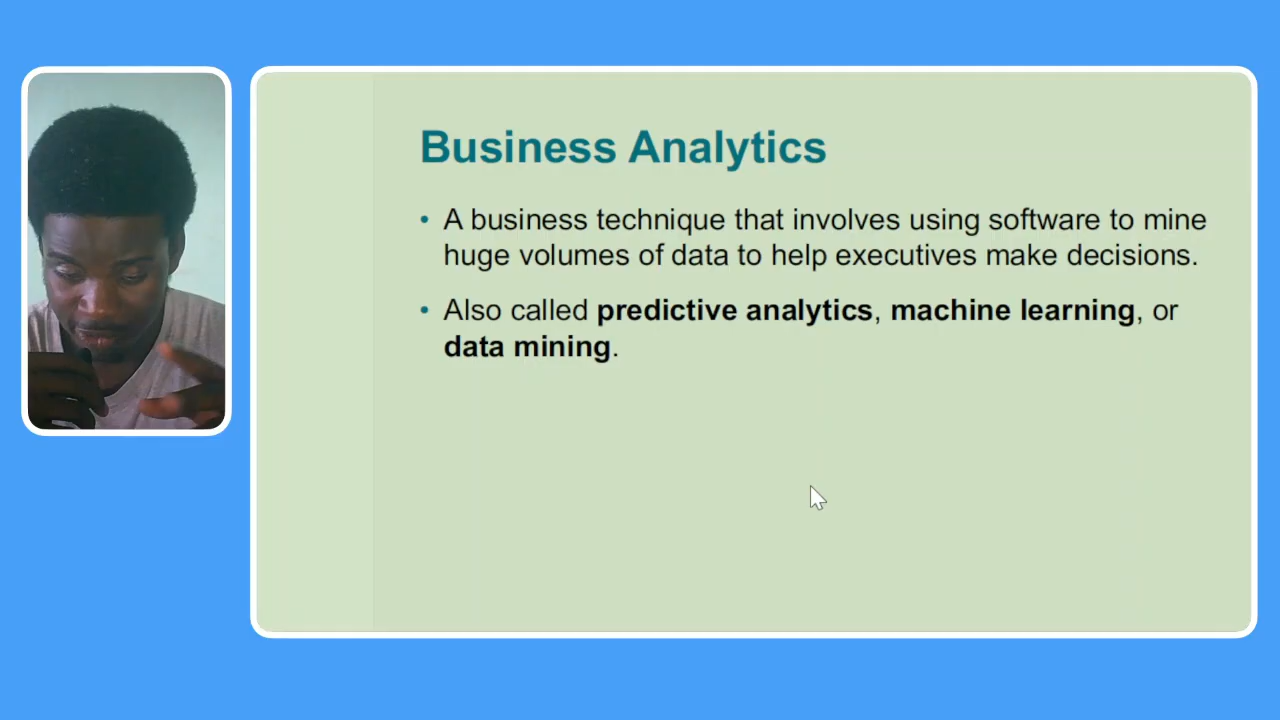 Business Analytics
• A business technique that involves using software to mine
huge volumes of data to help executives make decisions.
• Also called predictive analytics, machine learning, or
data mining.